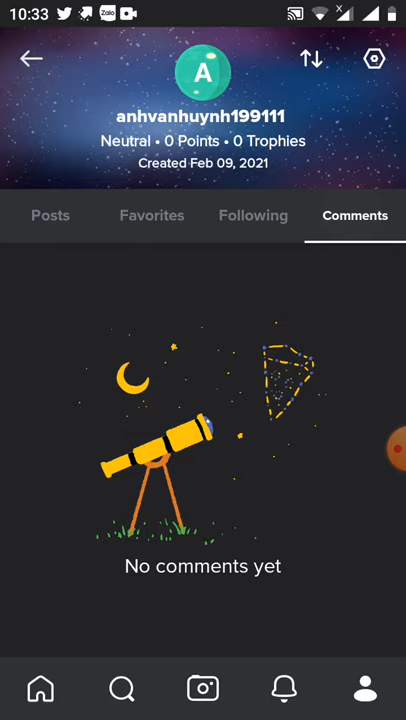 10:33 Zalo X
A
anhvanhuynh199111
Neutral • 0 Points • 0 Trophies
Created Feb 09, 2021
Posts Favorites Following Comments
No comments yet